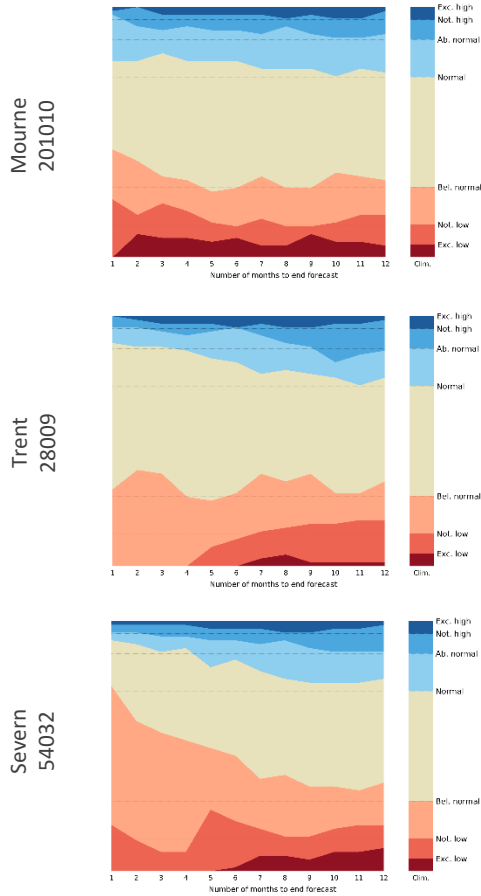 Mourne
201010
Exc. high
Not. high
Ab. normal
Normal
Bel. normal
Not. low
Exc. low
1 2 3 4 5 6 7 8 9 10 11 12 Clim.
Number of months to end forecast
Trent
28009
Exc. high
Not. high
Ab. normal
Normal
Bel. normal
Not. low
Exc. low
1 2 3 4 5 6 7 8 9 10 11 12 Clim.
Number of months to end forecast
Severn
54032
Exc. high
Not. high
Ab. normal
Normal
Bel. normal
Not. low
Exc. low
1 2 3 4 5 6 7 8 9 10 11 12 Clim.
Number of months to end forecast